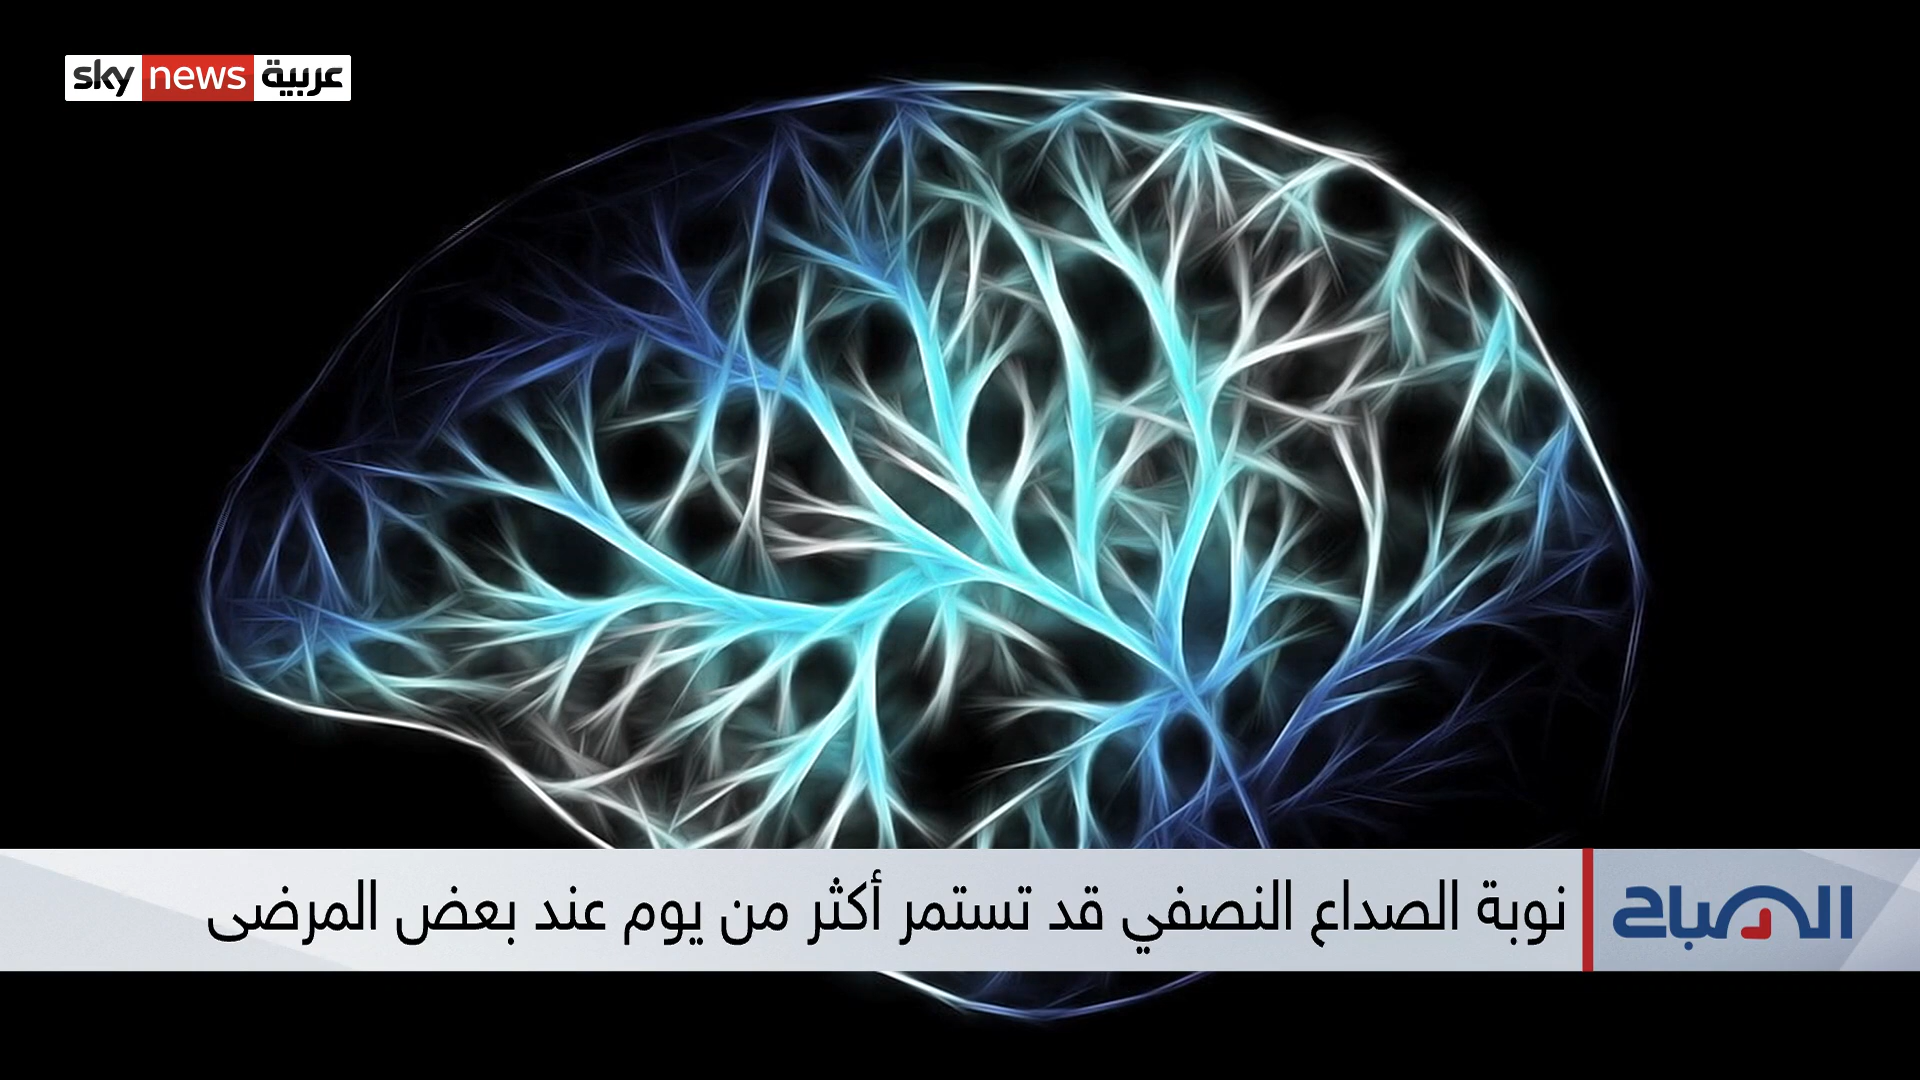 sky news عربية
نوبة الصداع النصفي قد تستمر أكثر من يوم عند بعض المرضى
الصباح